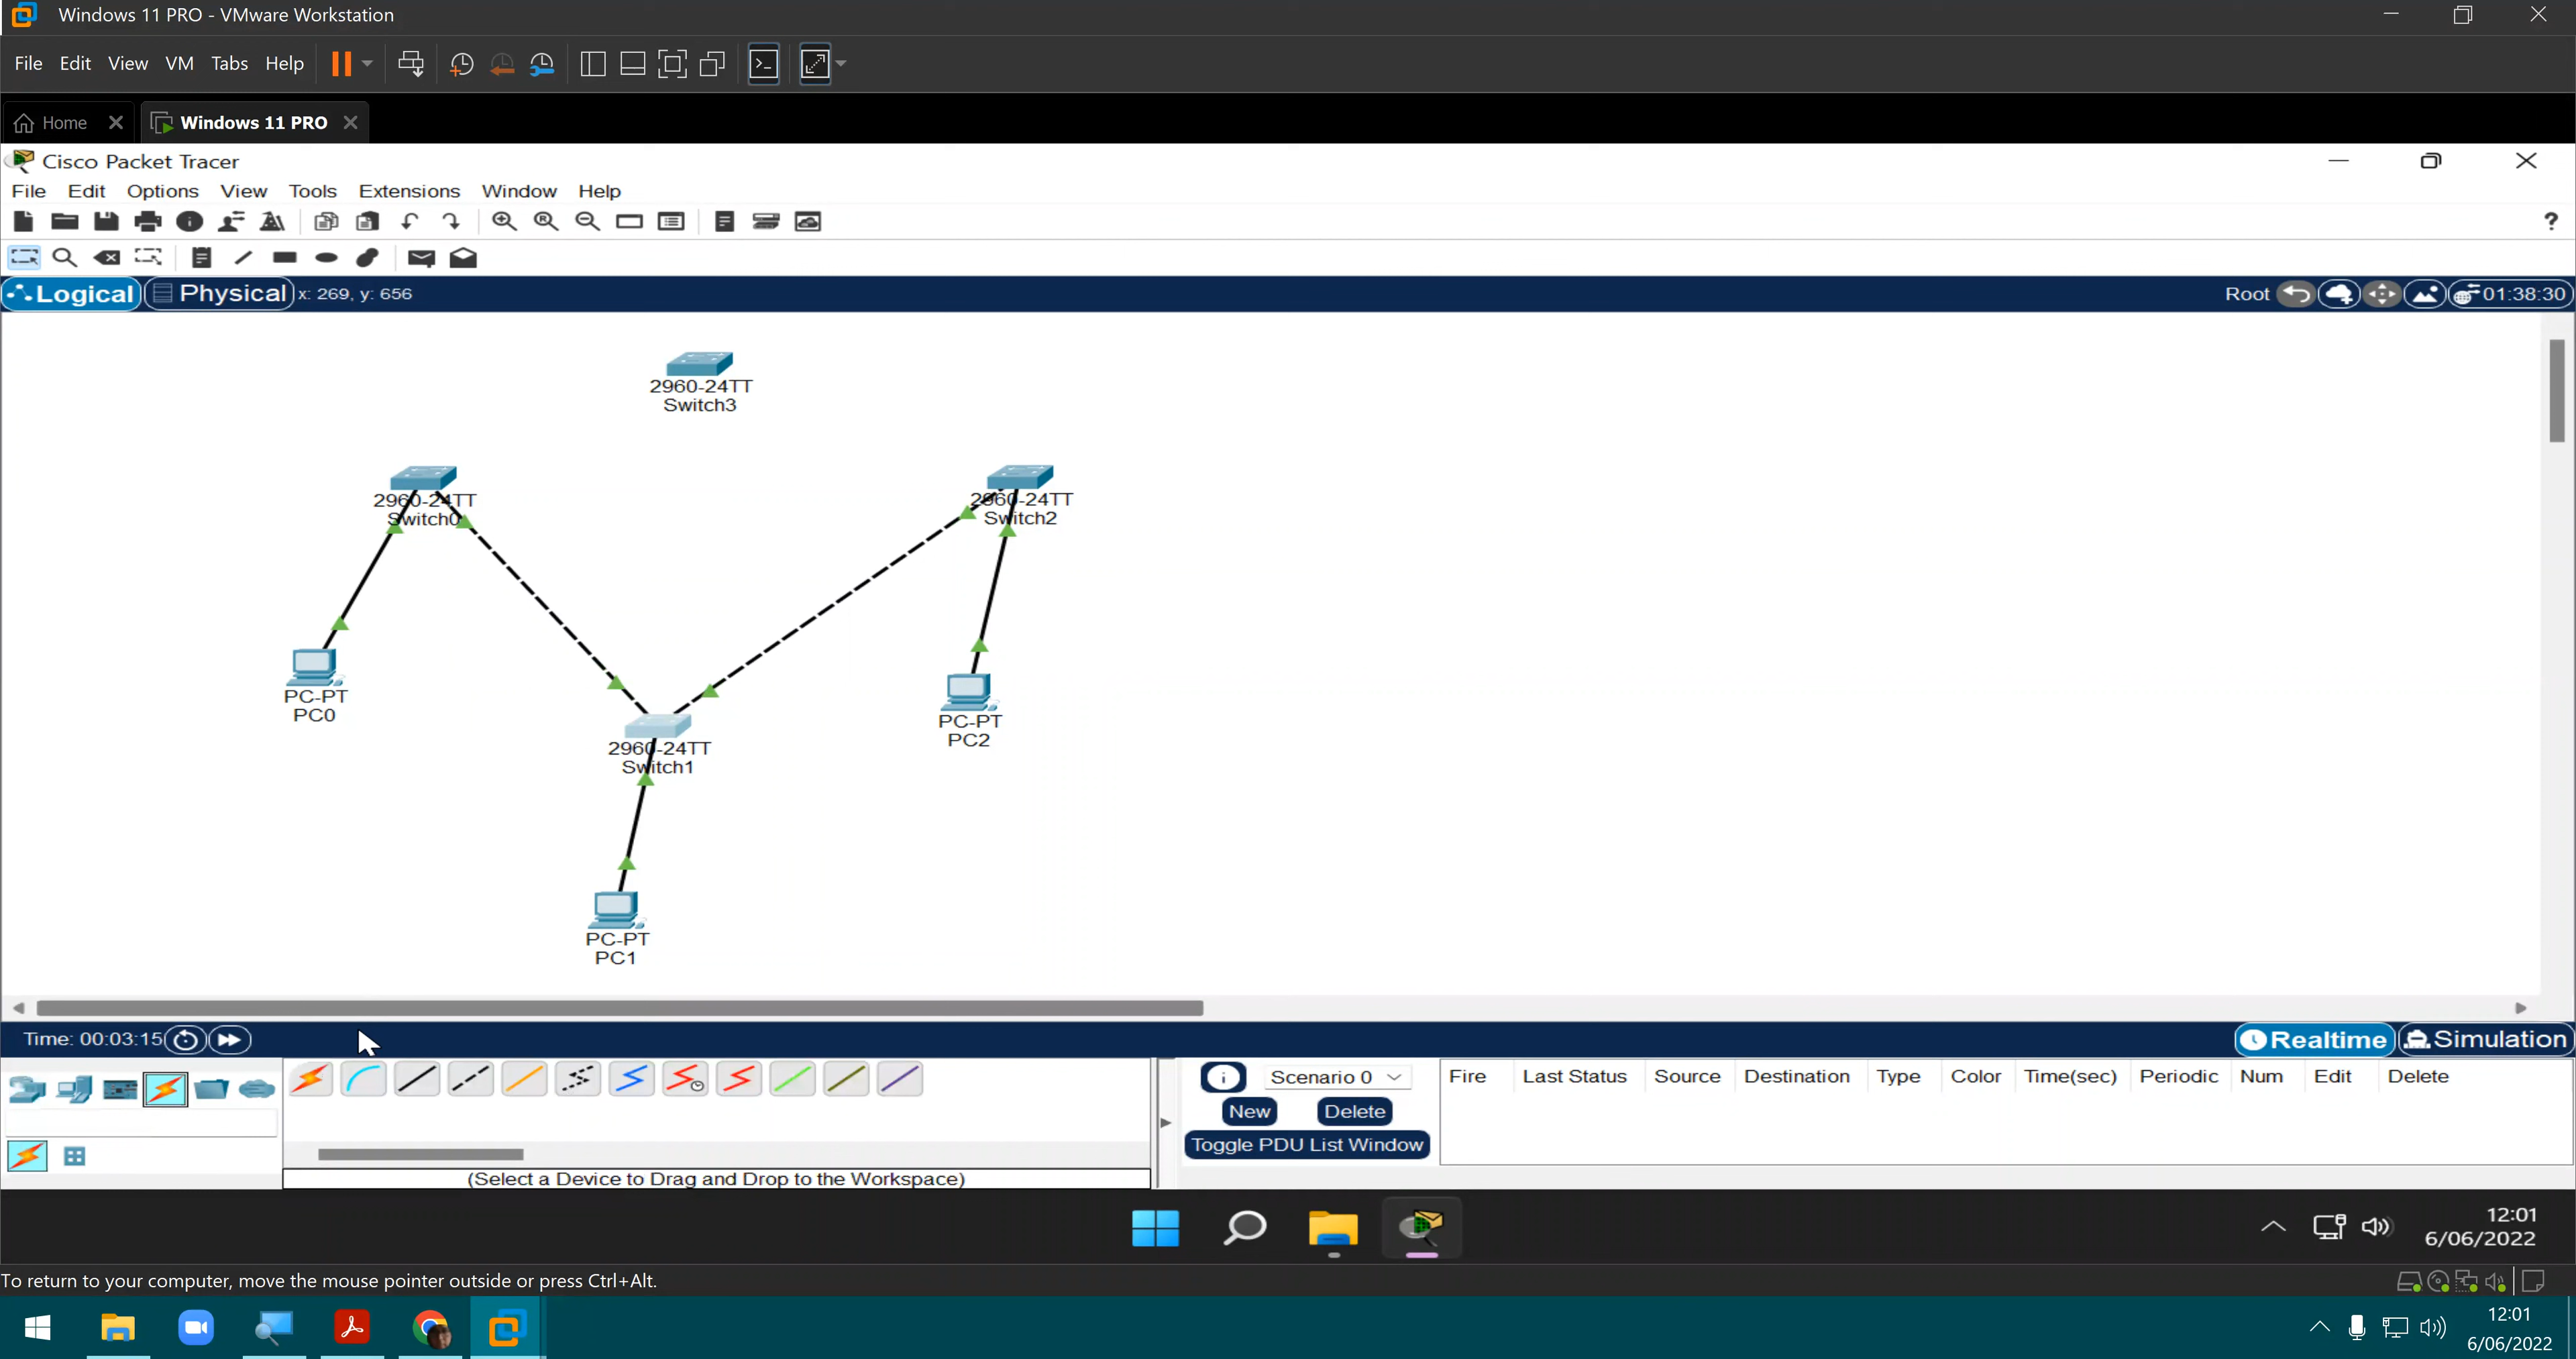 Windows 11 PRO - VMware Workstation
File Edit View VM Tabs Help
Home Windows 11 PRO
Cisco Packet Tracer
File Edit Options View Tools Extensions Window Help
?
Logical Physical x: 269, y: 656 Root 01:38:30
2960-24TT
Switch3
2960-24TT
Switch0
2960-24TT
Switch2
PC-PT
PC0
2960-24TT
Switch1
PC-PT
PC2
PC-PT
PC1
Time: 00:03:15 Realtime Simulation
Scenario 0 Fire Last Status Source Destination Type Color Time(sec) Periodic Num Edit Delete
New Delete
Toggle PDU List Window
(Select a Device to Drag and Drop to the Workspace)
12:01
6/06/2022
To return to your computer, move the mouse pointer outside or press Ctrl+Alt.
12:01
6/06/2022